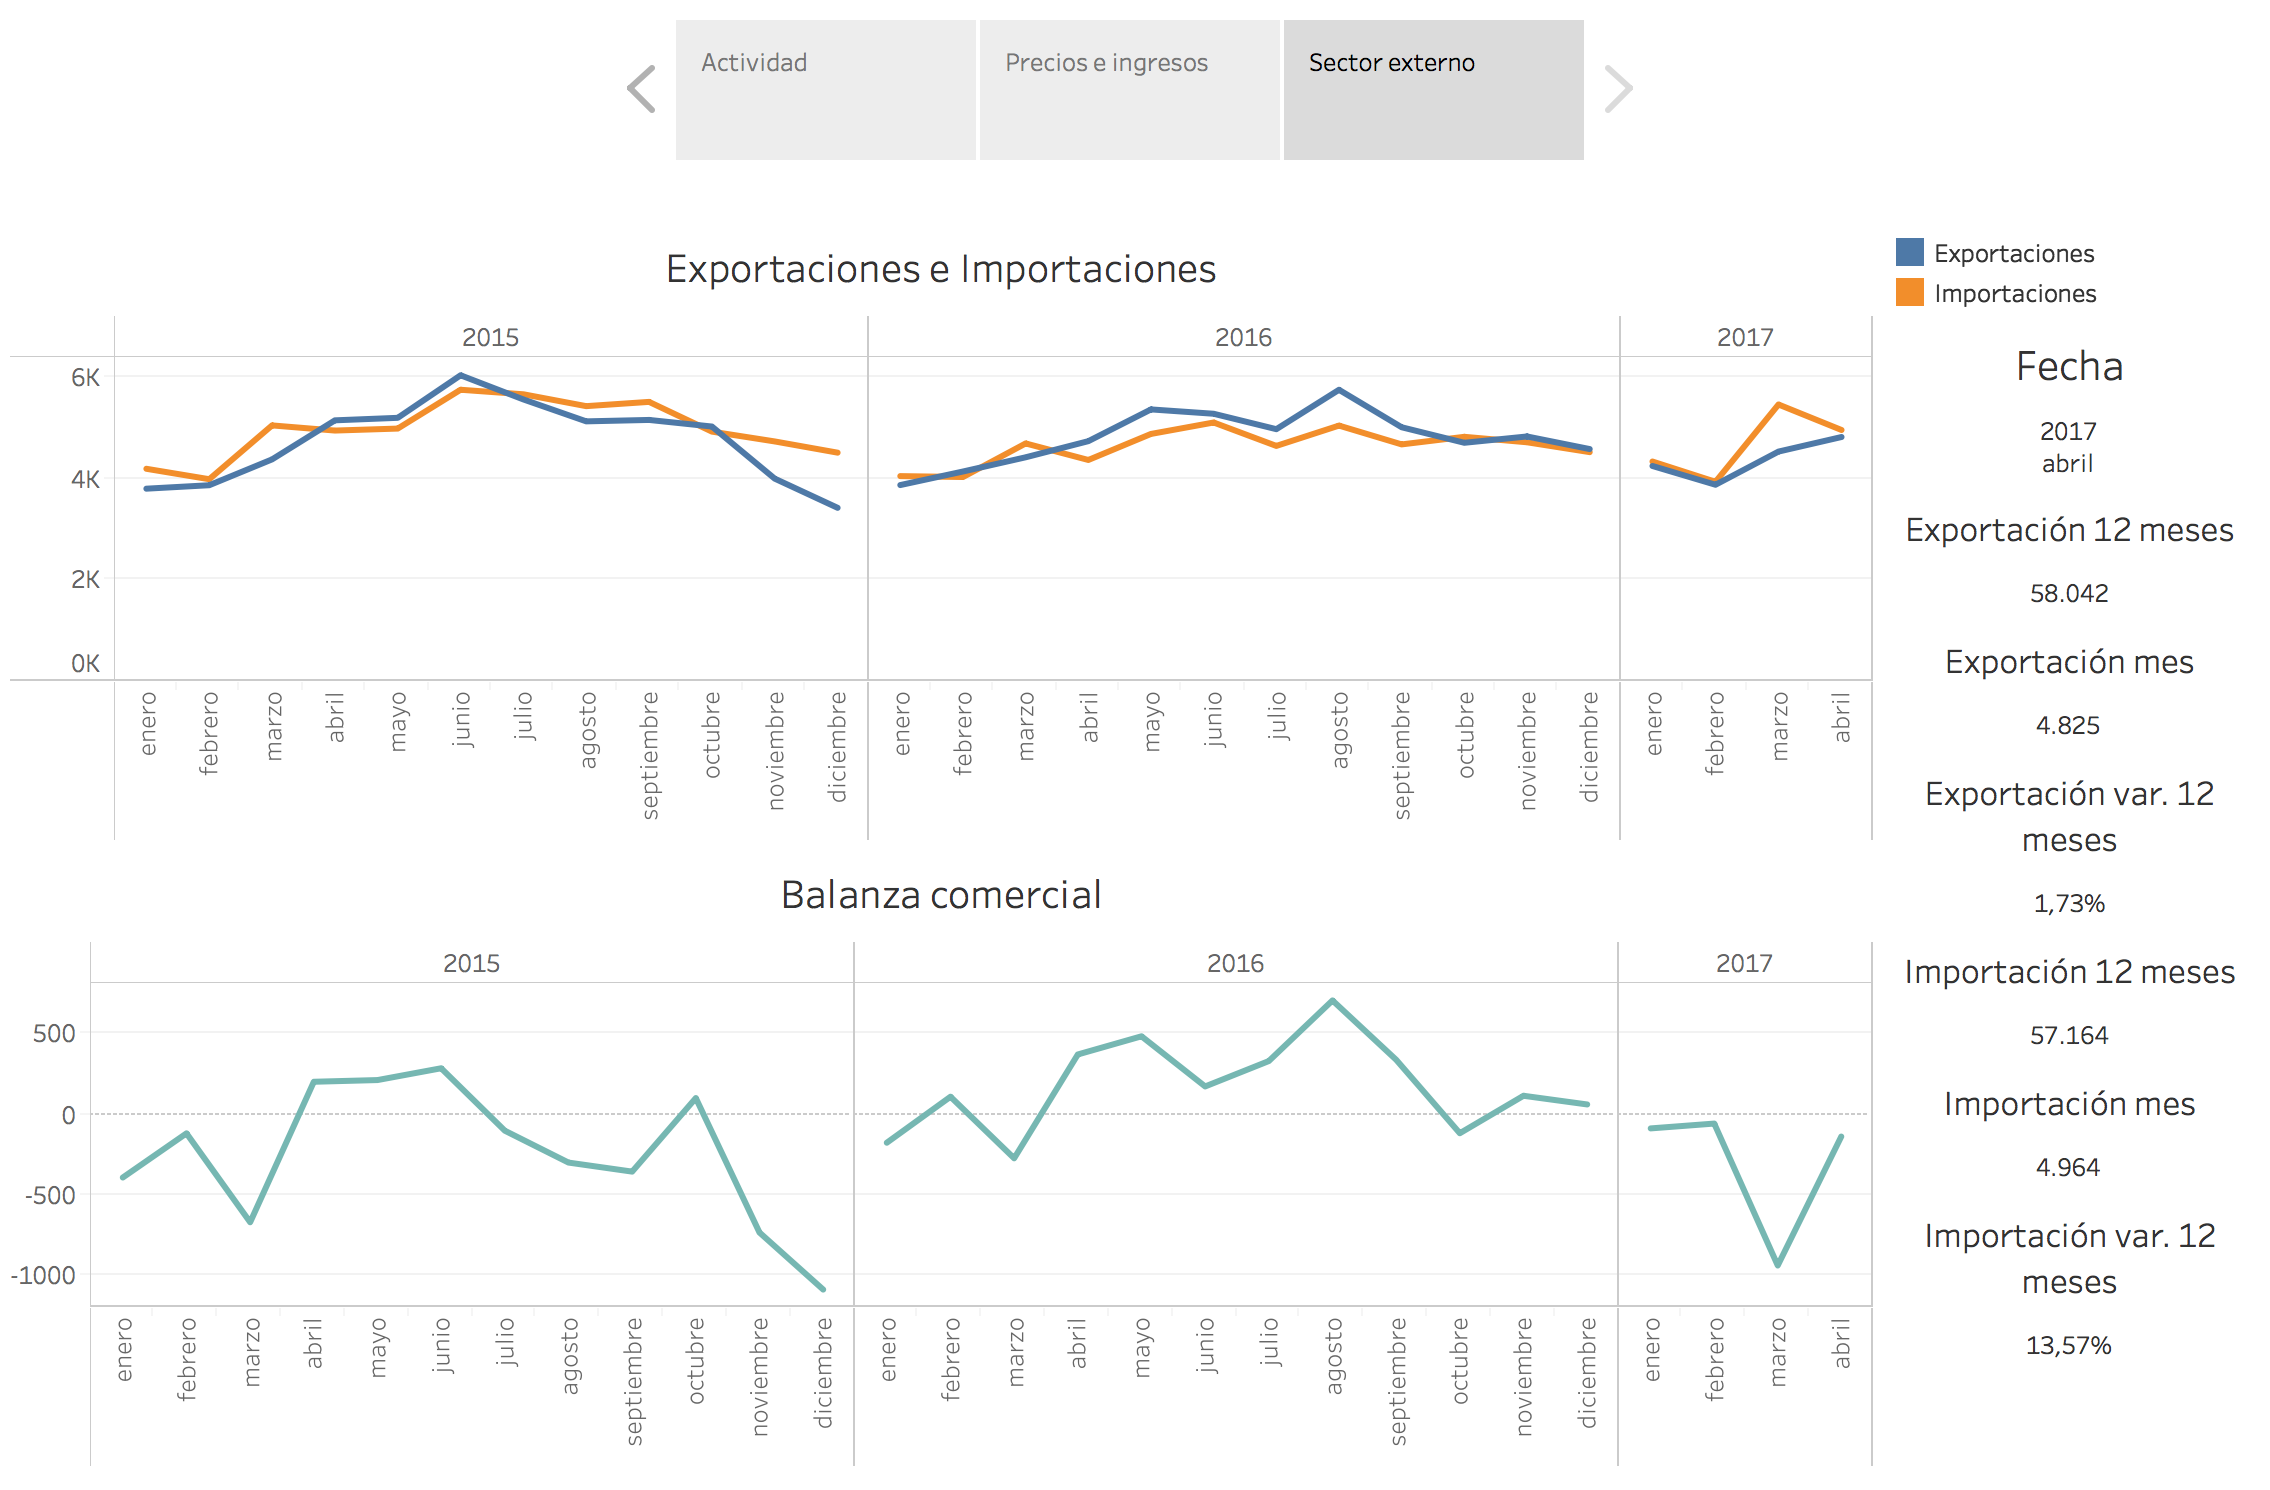 Actividad
Precios e ingresos
Sector externo
Exportaciones e Importaciones
Exportaciones
Importaciones
2015
2016
2017
6K
4K
2K
0K
enero
febrero
marzo
abril
mayo
junio
julio
agosto
septiembre
octubre
noviembre
diciembre
enero
febrero
marzo
abril
mayo
junio
julio
agosto
septiembre
octubre
noviembre
diciembre
enero
febrero
marzo
abril
Balanza comercial
2015
2016
2017
500
0
-500
-1000
enero
febrero
marzo
abril
mayo
junio
julio
agosto
septiembre
octubre
noviembre
diciembre
enero
febrero
marzo
abril
mayo
junio
julio
agosto
septiembre
octubre
noviembre
diciembre
enero
febrero
marzo
abril
Fecha
2017
abril
Exportación 12 meses
58.042
Exportación mes
4.825
Exportación var. 12
meses
1,73%
Importación 12 meses
57.164
Importación mes
4.964
Importación var. 12
meses
13,57%